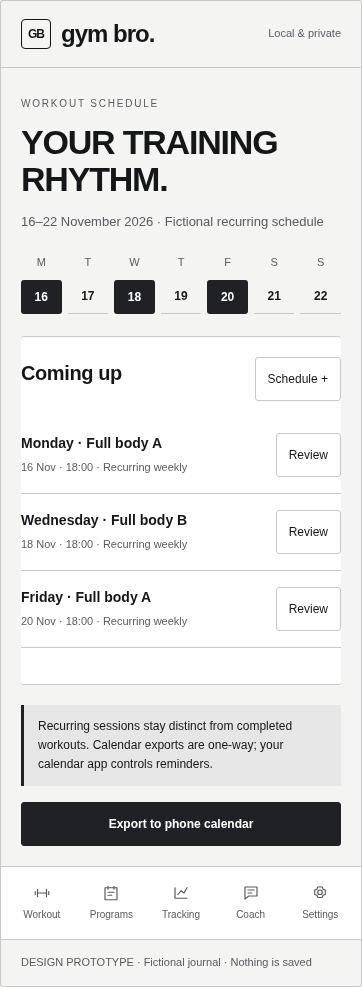 GB gym bro. Local & private
WORKOUT SCHEDULE
YOUR TRAINING
RHYTHM.
16–22 November 2026 · Fictional recurring schedule
M T W T F S S
16 17 18 19 20 21 22
Coming up Schedule +
Monday · Full body A
16 Nov · 18:00 · Recurring weekly Review
Wednesday · Full body B
18 Nov · 18:00 · Recurring weekly Review
Friday · Full body A
20 Nov · 18:00 · Recurring weekly Review
Recurring sessions stay distinct from completed
workouts. Calendar exports are one-way; your
calendar app controls reminders.
Export to phone calendar
Workout Programs Tracking Coach Settings
DESIGN PROTOTYPE · Fictional journal · Nothing is saved